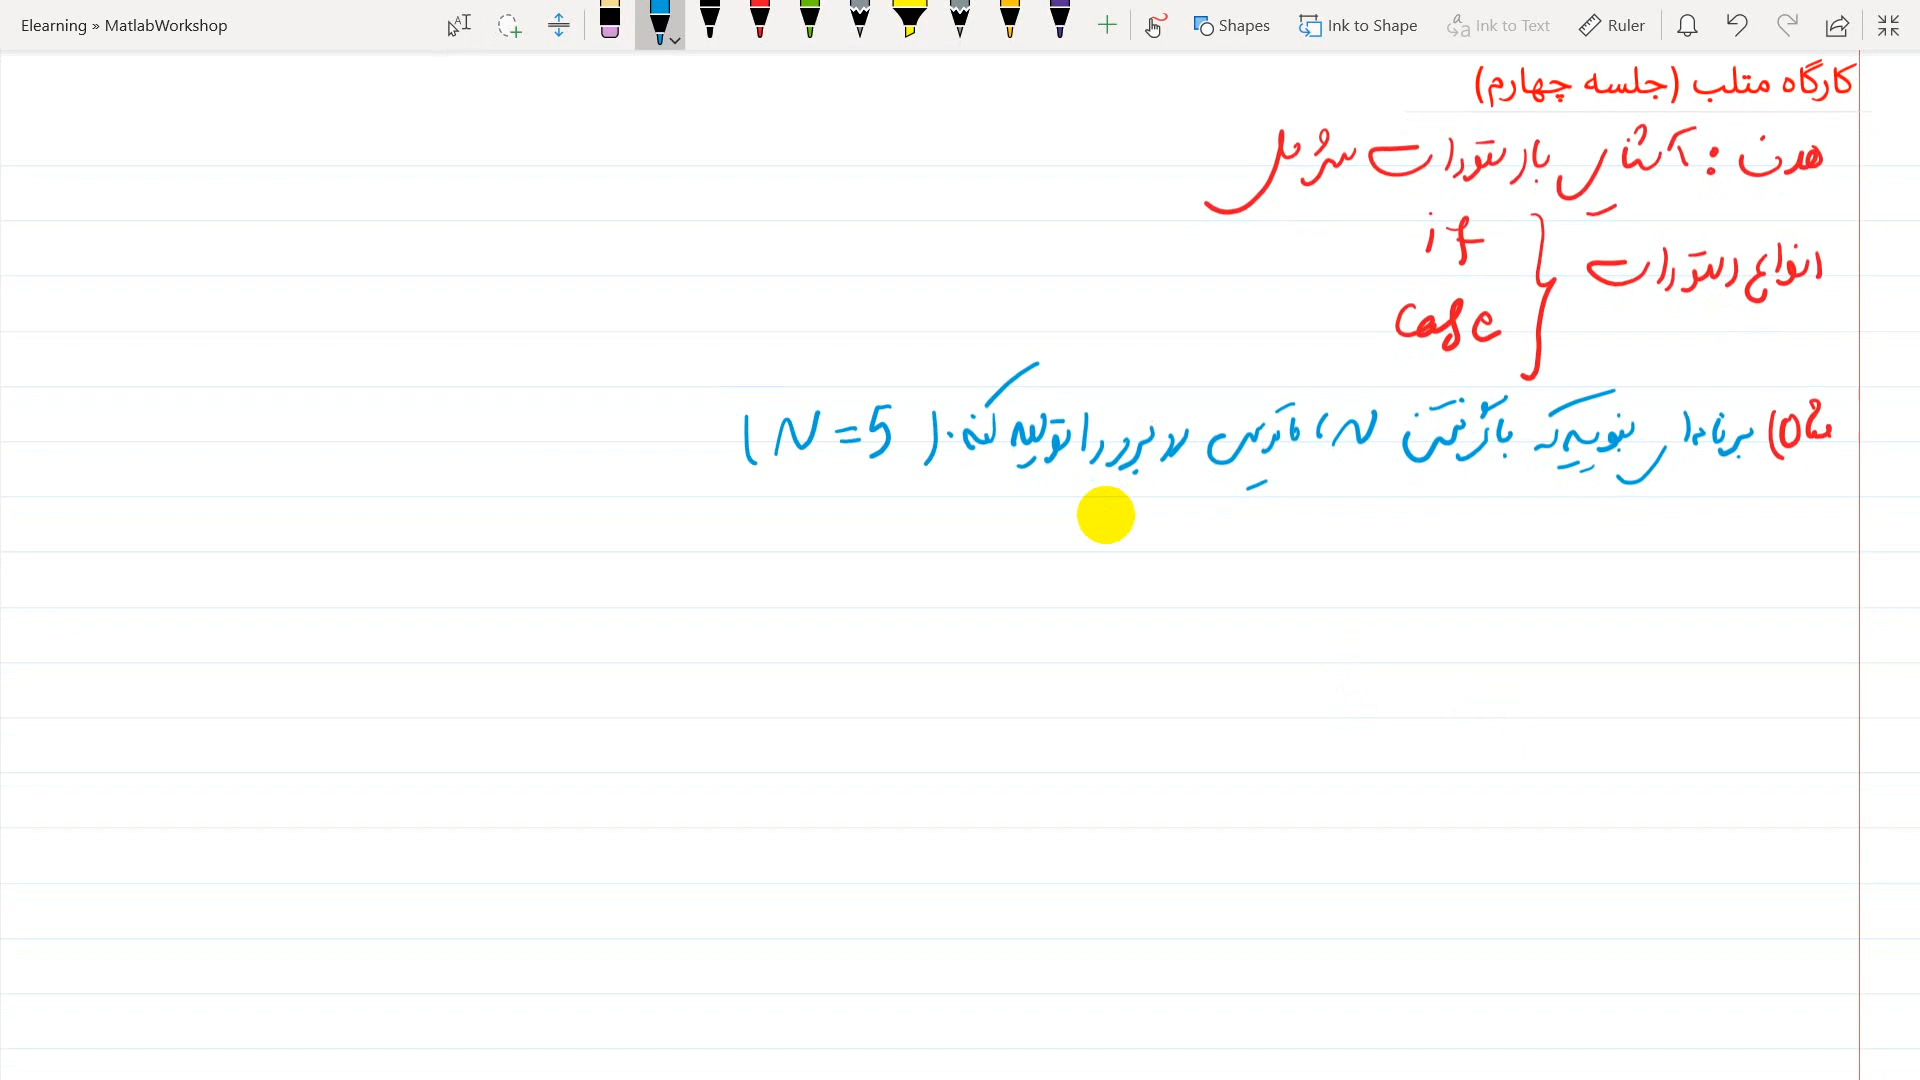 Elearning » MatlabWorkshop
Shapes Ink to Shape Ink to Text Ruler
کارگاه متلب (جلسه چهارم)
هدف : آشنایی با دستورات شرطی
انواع دستورات
if
case
مثال) برنامه‌ای بنویسید که با گرفتن N، ماتریس زیر را تولید کند. (N=5)